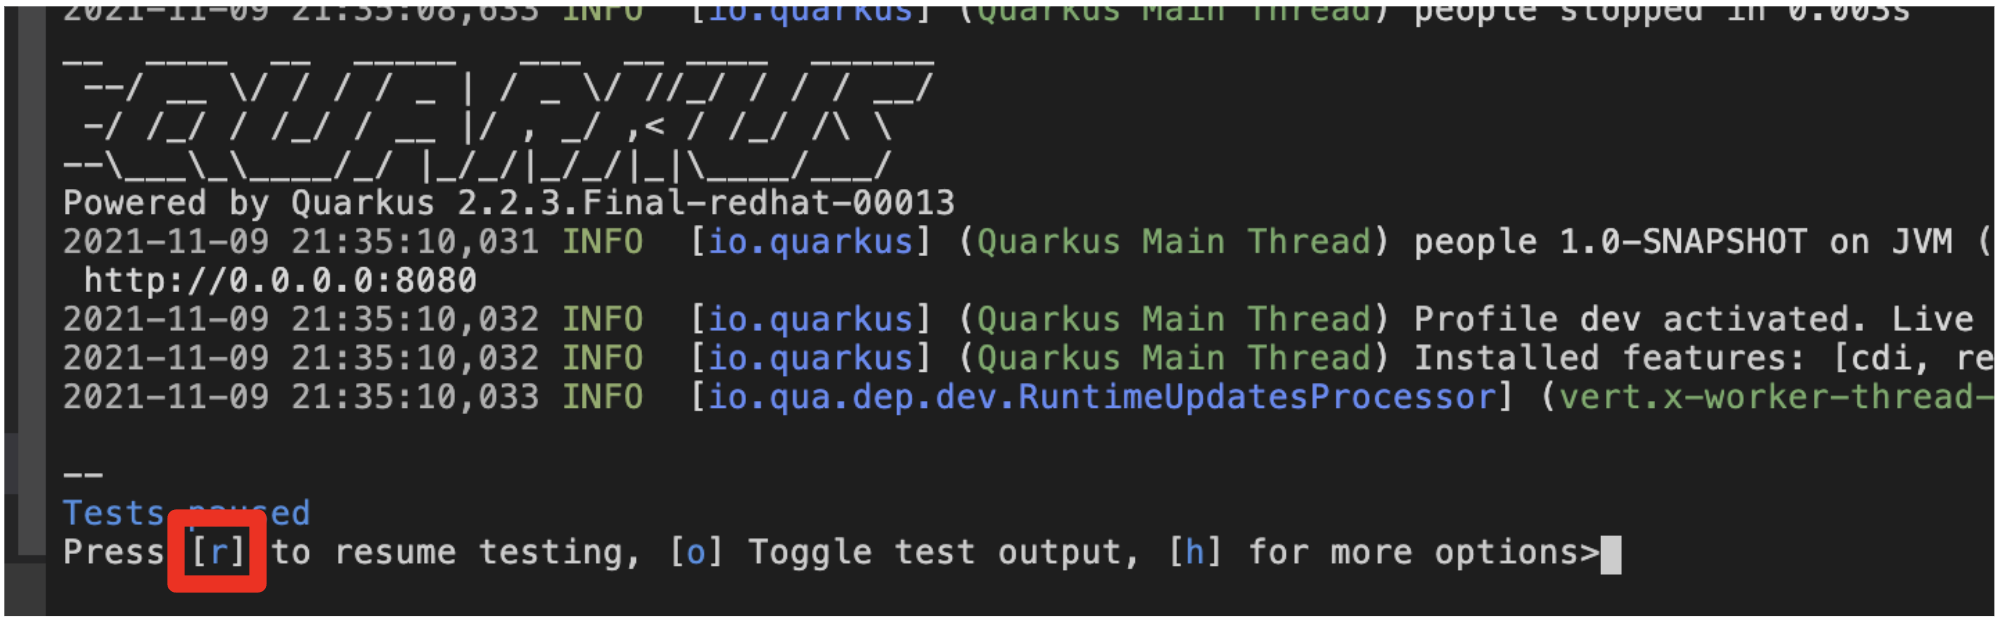 2021-11-09 21:35:08,633 INFO  [io.quarkus] (Quarkus Main Thread) people stopped in 0.003s
__  ____  __  _____   ___  __ ____  ______
 --/ __ \/ / / / _ | / _ \/ //_/ / / / __/
 -/ /_/ / /_/ / __ |/ , _/ ,< / /_/ /\ \
--\___\_\____/_/ |_/_/|_/_/|_|\____/___/
Powered by Quarkus 2.2.3.Final-redhat-00013
2021-11-09 21:35:10,031 INFO  [io.quarkus] (Quarkus Main Thread) people 1.0-SNAPSHOT on JVM (
 http://0.0.0.0:8080
2021-11-09 21:35:10,032 INFO  [io.quarkus] (Quarkus Main Thread) Profile dev activated. Live
2021-11-09 21:35:10,032 INFO  [io.quarkus] (Quarkus Main Thread) Installed features: [cdi, re
2021-11-09 21:35:10,033 INFO  [io.qua.dep.dev.RuntimeUpdatesProcessor] (vert.x-worker-thread-
--
Tests paused
Press [r] to resume testing, [o] Toggle test output, [h] for more options>